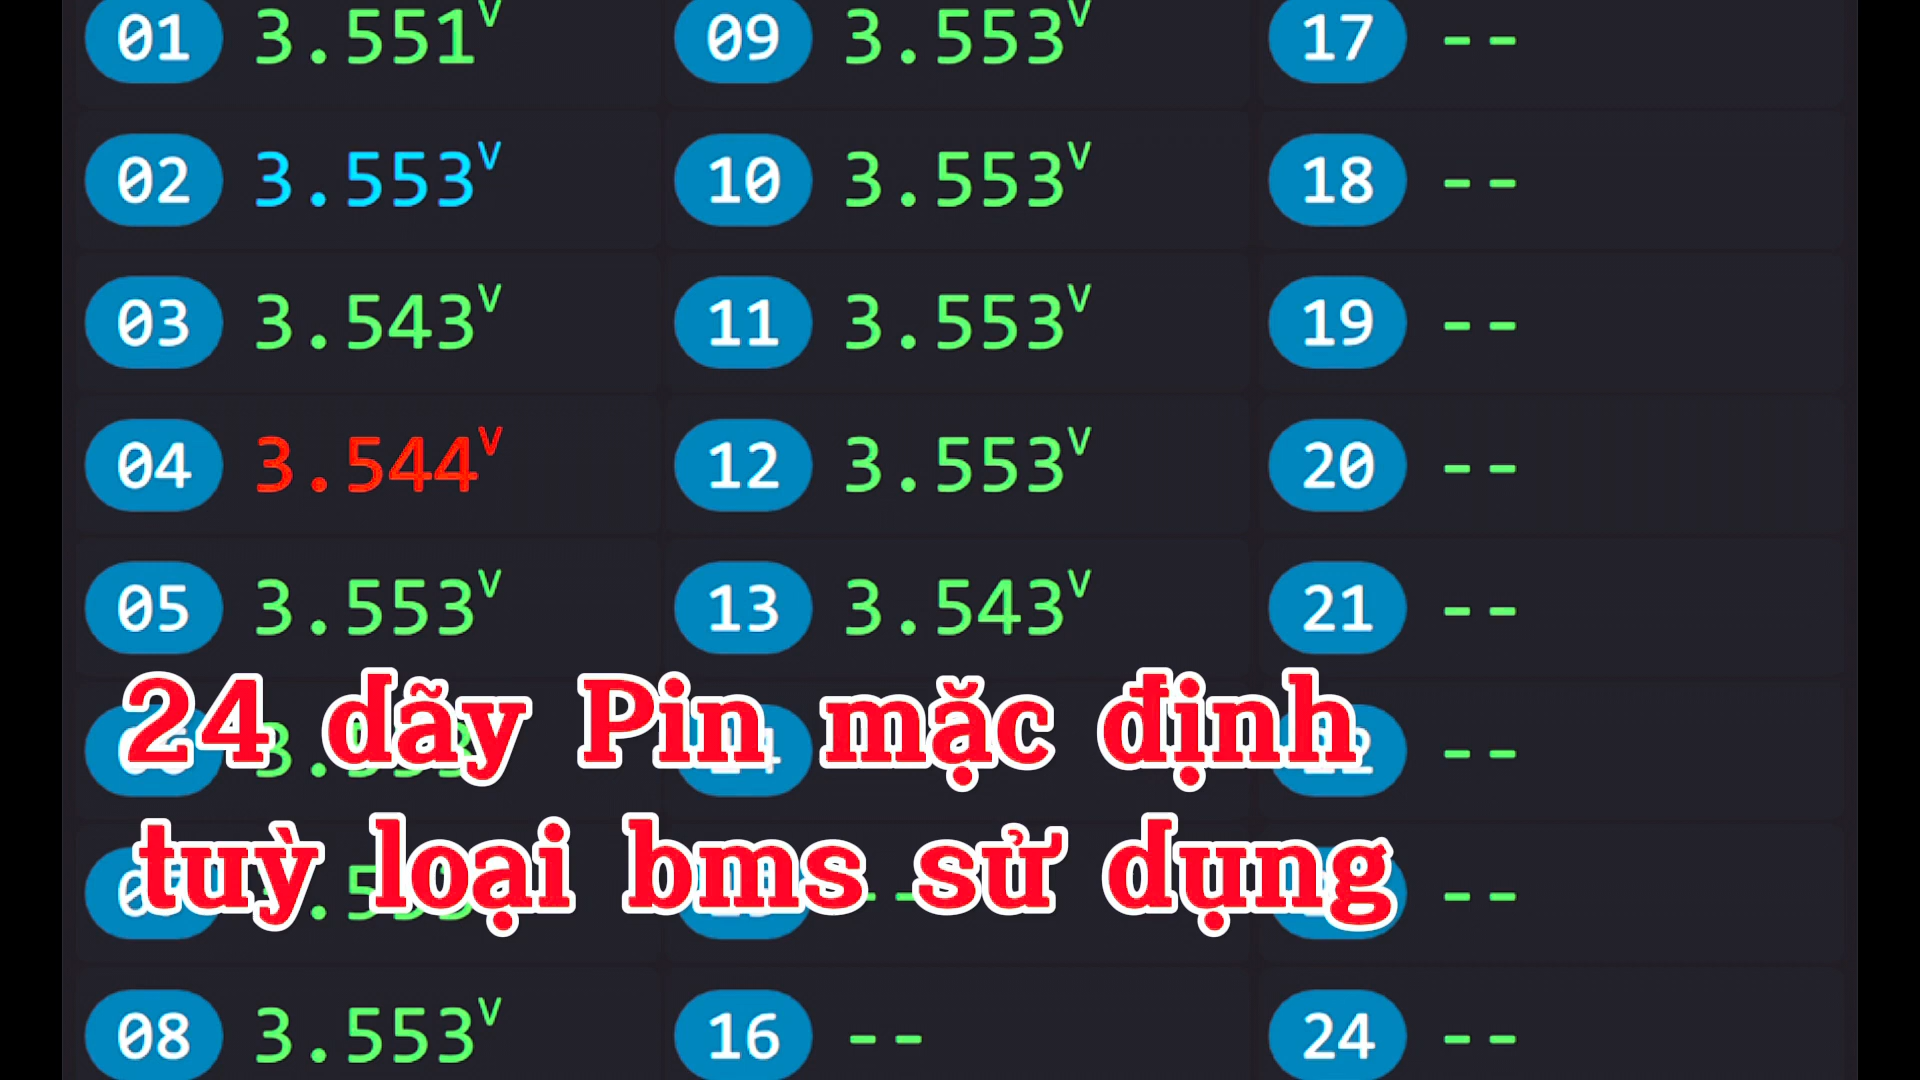 01 3.551V 09 3.553V 17 --
02 3.553V 10 3.553V 18 --
03 3.543V 11 3.553V 19 --
04 3.544V 12 3.553V 20 --
05 3.553V 13 3.543V 21 --
24 dãy Pin mặc định
--
tuỳ loại bms sử dụng
--
08 3.553V 16 -- 24 --